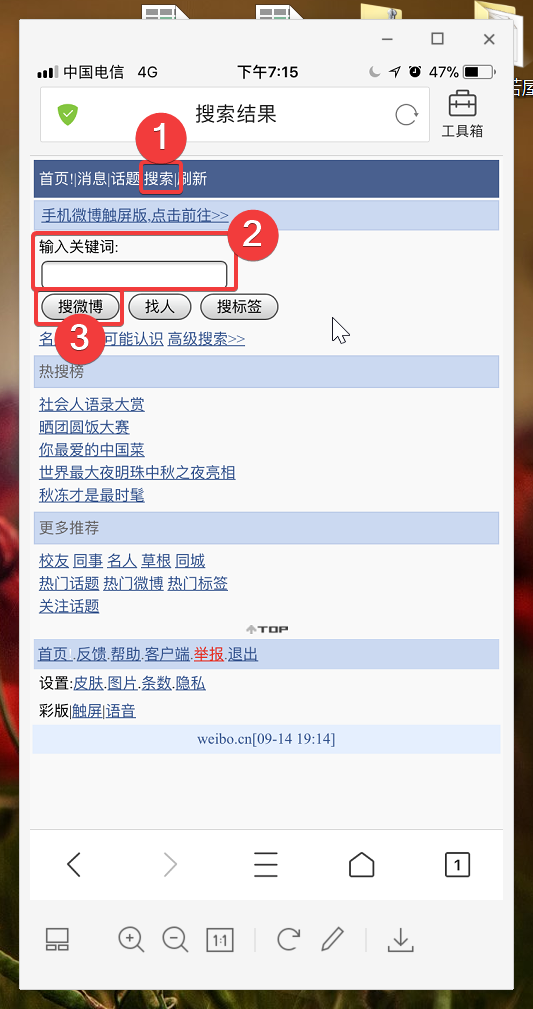 中国电信 4G 下午7:15 47%
搜索结果
工具箱
1
首页!|消息|话题|搜索|刷新
手机微博触屏版,点击前往>>
2
输入关键词:
搜微博 找人 搜标签
3
名 可能认识 高级搜索>>
热搜榜
社会人语录大赏
晒团圆饭大赛
你最爱的中国菜
世界最大夜明珠中秋之夜亮相
秋冻才是最时髦
更多推荐
校友 同事 名人 草根 同城
热门话题 热门微博 热门标签
关注话题
TOP
首页!.反馈.帮助.客户端.举报.退出
设置:皮肤.图片.条数.隐私
彩版|触屏|语音
weibo.cn[09-14 19:14]
1
1:1